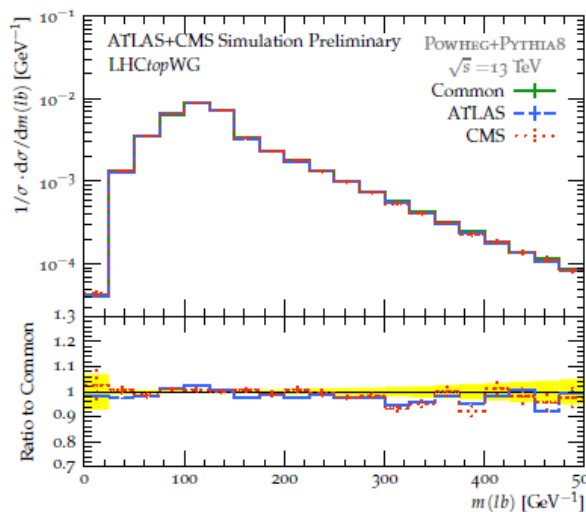 ATLAS+CMS Simulation Preliminary
LHCtopWG
POWHEG+PYTHIA8
√s =13 TeV
Common
ATLAS
CMS
1/σ · dσ/dm(lb) [GeV⁻¹]
10⁻¹
10⁻²
10⁻³
10⁻⁴
Ratio to Common
1.3
1.2
1.1
1
0.9
0.8
0.7
0 100 200 300 400 50
m(lb) [GeV⁻¹]